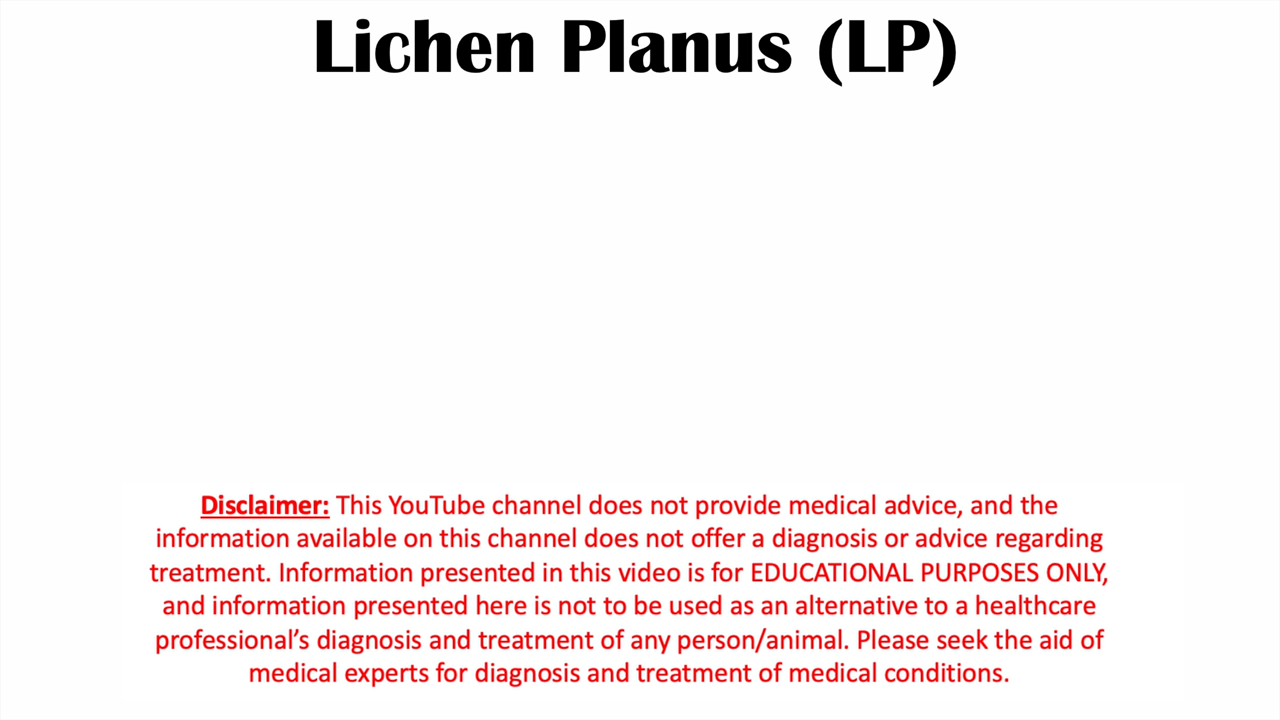 Lichen Planus (LP)
Disclaimer: This YouTube channel does not provide medical advice, and the
information available on this channel does not offer a diagnosis or advice regarding
treatment. Information presented in this video is for EDUCATIONAL PURPOSES ONLY,
and information presented here is not to be used as an alternative to a healthcare
professional’s diagnosis and treatment of any person/animal. Please seek the aid of
medical experts for diagnosis and treatment of medical conditions.